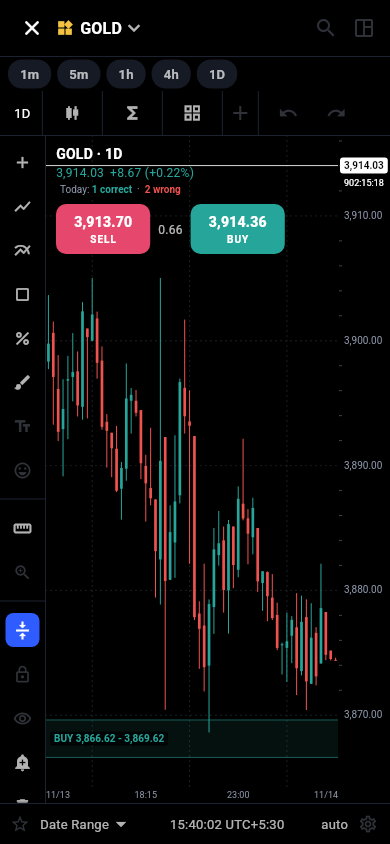 GOLD
1m 5m 1h 4h 1D
1D
GOLD · 1D
3,914.03 +8.67 (+0.22%)
Today: 1 correct · 2 wrong
3,913.70
SELL
0.66
3,914.36
BUY
3,914.03
902:15:18
3,910.00
3,900.00
3,890.00
3,880.00
3,870.00
BUY 3,866.62 - 3,869.62
11/13 18:15 23:00 11/14
Date Range 15:40:02 UTC+5:30 auto